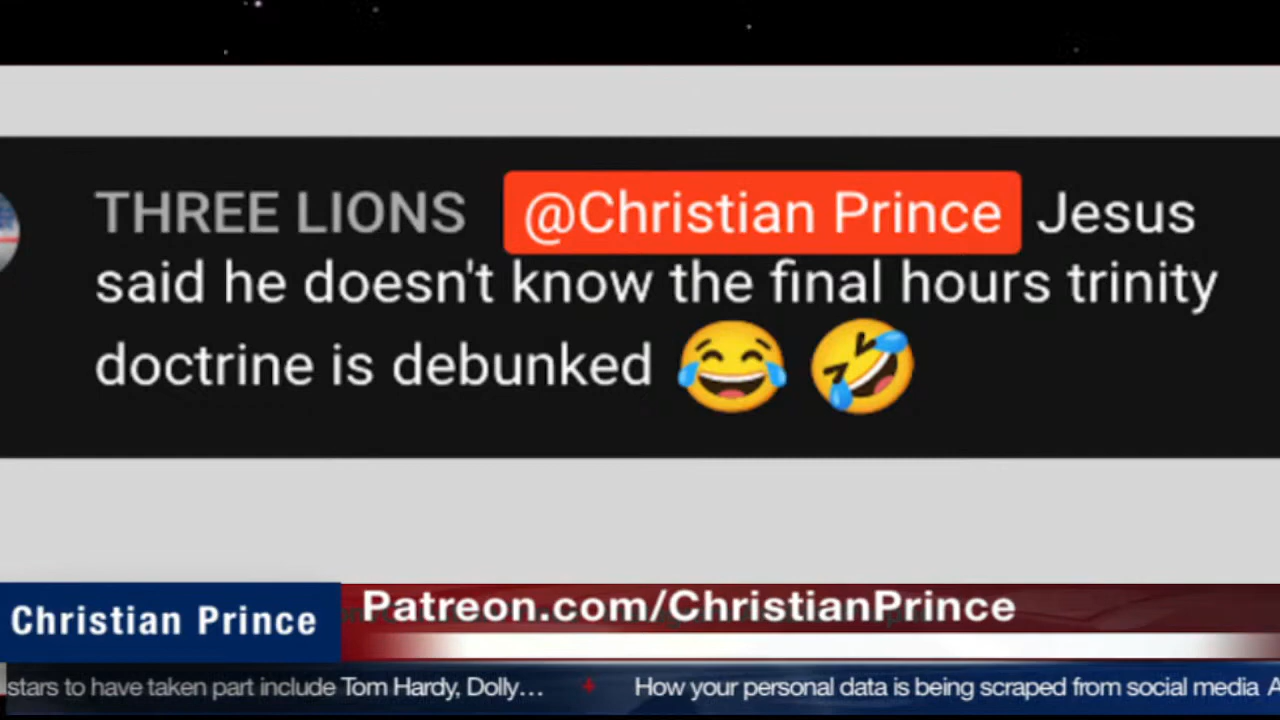 THREE LIONS @Christian Prince Jesus
said he doesn't know the final hours trinity
doctrine is debunked 😂 🤣
Christian Prince
Patreon.com/ChristianPrince
stars to have taken part include Tom Hardy, Dolly… + How your personal data is being scraped from social media